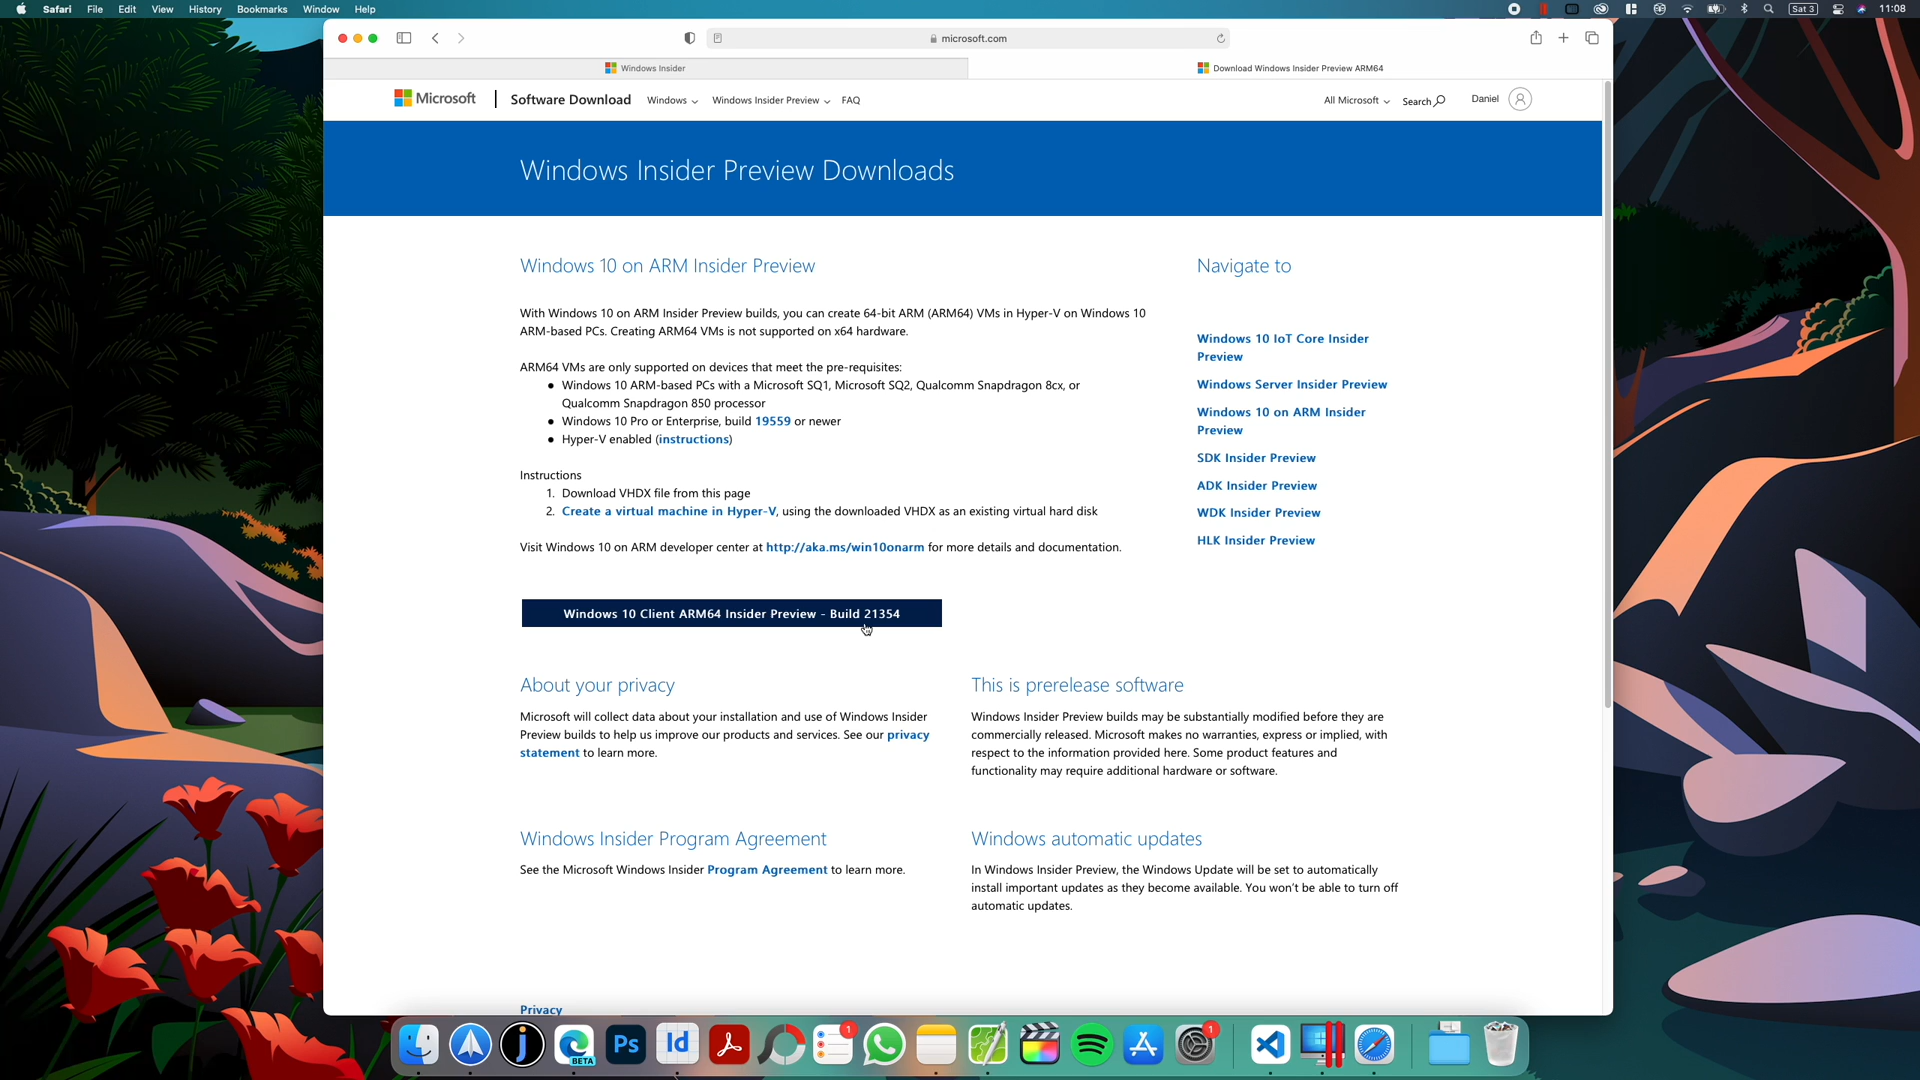 Safari File Edit View History Bookmarks Window Help
Sat 3 11:08
microsoft.com
Windows Insider
Download Windows Insider Preview ARM64
Microsoft Software Download Windows Windows Insider Preview FAQ
All Microsoft Search Daniel
Windows Insider Preview Downloads
Windows 10 on ARM Insider Preview
With Windows 10 on ARM Insider Preview builds, you can create 64-bit ARM (ARM64) VMs in Hyper-V on Windows 10
ARM-based PCs. Creating ARM64 VMs is not supported on x64 hardware.
ARM64 VMs are only supported on devices that meet the pre-requisites:
● Windows 10 ARM-based PCs with a Microsoft SQ1, Microsoft SQ2, Qualcomm Snapdragon 8cx, or
Qualcomm Snapdragon 850 processor
● Windows 10 Pro or Enterprise, build 19559 or newer
● Hyper-V enabled (instructions)
Instructions
1. Download VHDX file from this page
2. Create a virtual machine in Hyper-V, using the downloaded VHDX as an existing virtual hard disk
Visit Windows 10 on ARM developer center at http://aka.ms/win10onarm for more details and documentation.
Navigate to
Windows 10 IoT Core Insider
Preview
Windows Server Insider Preview
Windows 10 on ARM Insider
Preview
SDK Insider Preview
ADK Insider Preview
WDK Insider Preview
HLK Insider Preview
Windows 10 Client ARM64 Insider Preview - Build 21354
About your privacy
Microsoft will collect data about your installation and use of Windows Insider
Preview builds to help us improve our products and services. See our privacy
statement to learn more.
This is prerelease software
Windows Insider Preview builds may be substantially modified before they are
commercially released. Microsoft makes no warranties, express or implied, with
respect to the information provided here. Some product features and
functionality may require additional hardware or software.
Windows Insider Program Agreement
See the Microsoft Windows Insider Program Agreement to learn more.
Windows automatic updates
In Windows Insider Preview, the Windows Update will be set to automatically
install important updates as they become available. You won't be able to turn off
automatic updates.
Privacy
j
BETA
Ps
Id
1
1